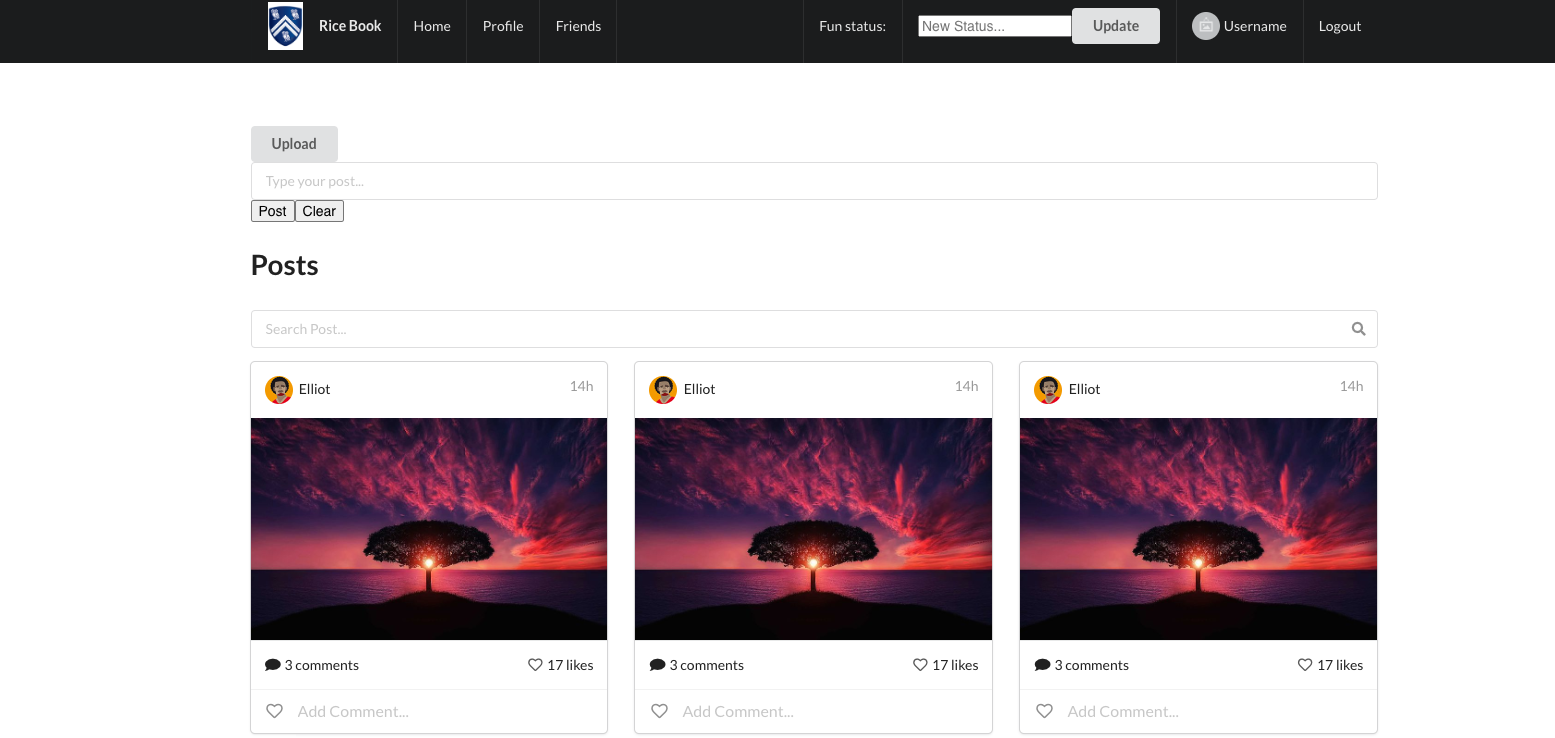 Rice Book Home Profile Friends Fun status: New Status... Update Username Logout
Upload
Type your post...
Post Clear
Posts
Search Post...
Elliot 14h Elliot 14h Elliot 14h
3 comments 17 likes 3 comments 17 likes 3 comments 17 likes
Add Comment... Add Comment... Add Comment...